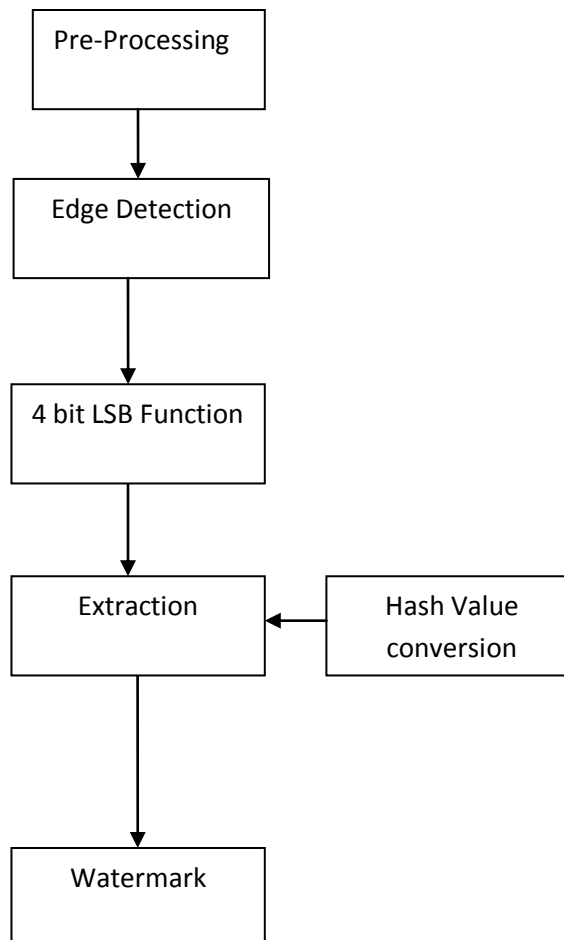 Pre-Processing
Edge Detection
4 bit LSB Function
Extraction
Hash Value
conversion
Watermark